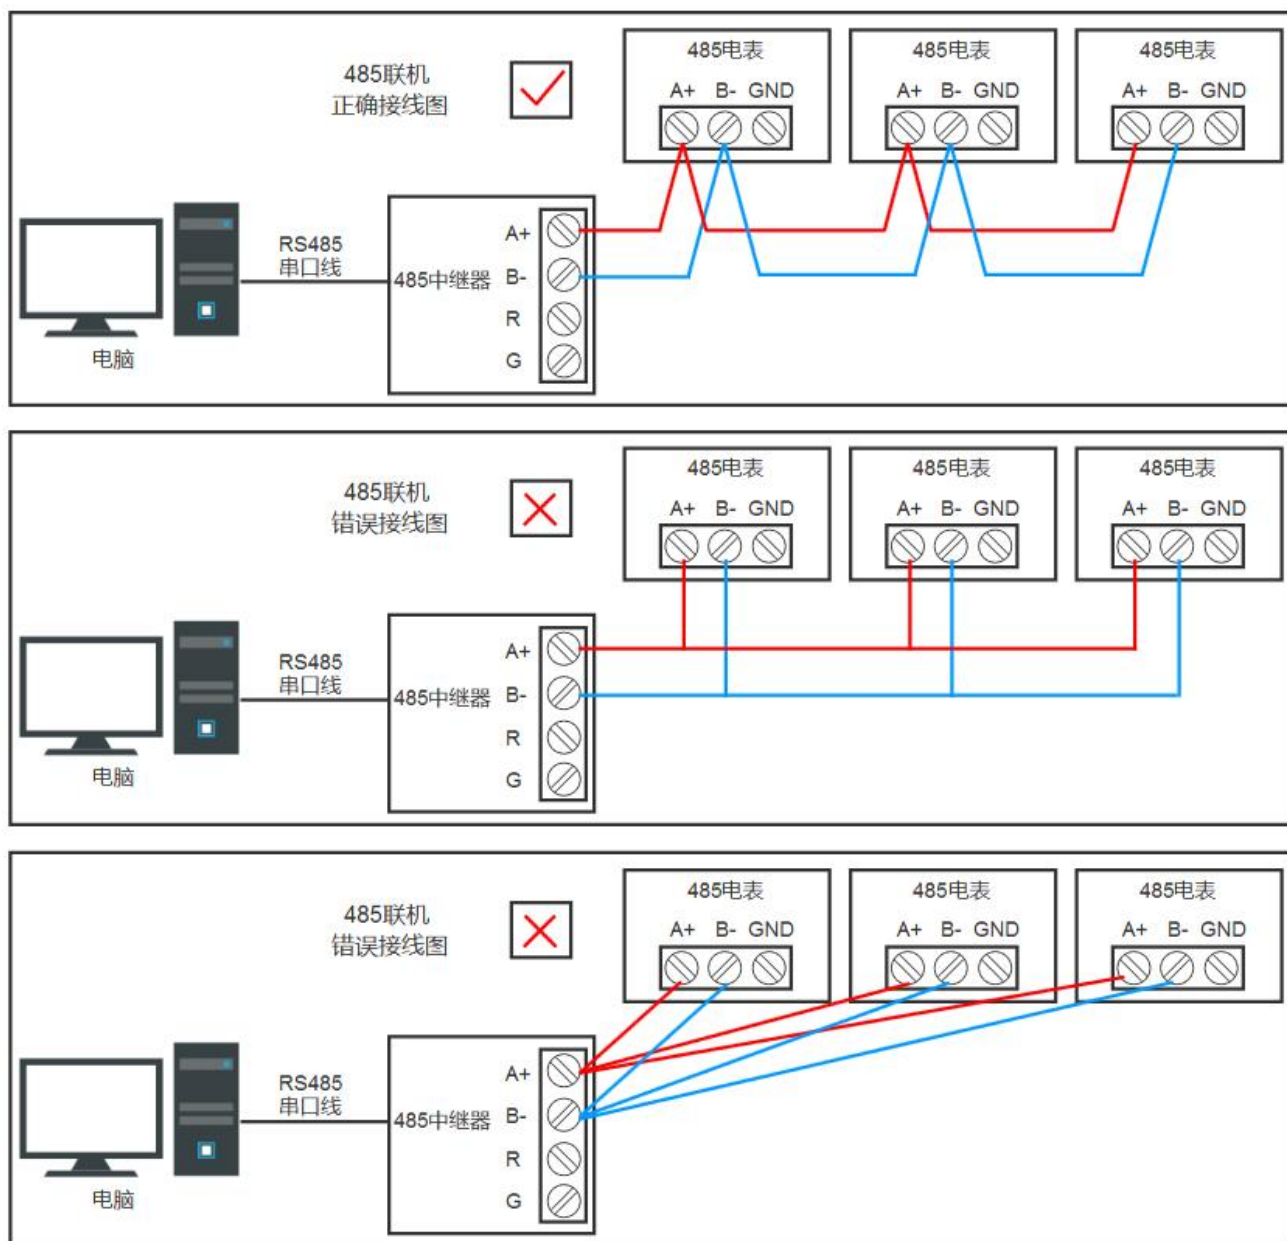 485联机
正确接线图
485电表
A+ B- GND
485电表
A+ B- GND
485电表
A+ B- GND
RS485
串口线
485中继器
A+
B-
R
G
电脑
485联机
错误接线图
485电表
A+ B- GND
485电表
A+ B- GND
485电表
A+ B- GND
RS485
串口线
485中继器
A+
B-
R
G
电脑
485联机
错误接线图
485电表
A+ B- GND
485电表
A+ B- GND
485电表
A+ B- GND
RS485
串口线
485中继器
A+
B-
R
G
电脑